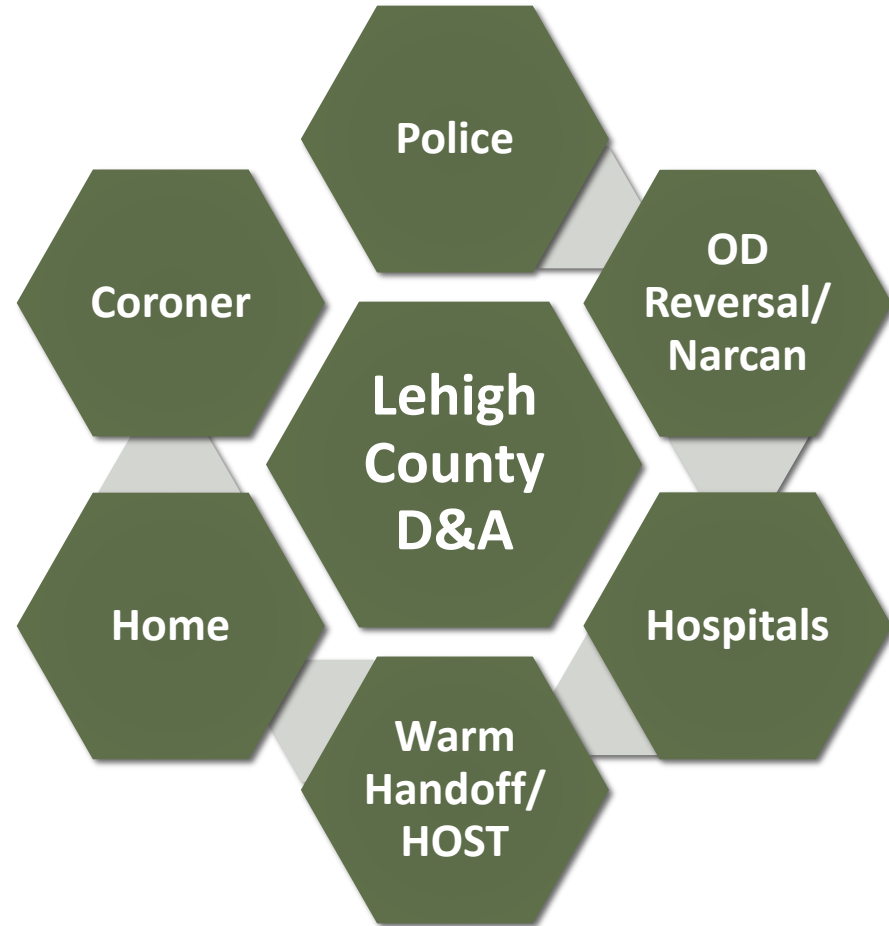 Police
OD
Reversal/
Narcan
Coroner
Lehigh
County
D&A
Home
Hospitals
Warm
Handoff/
HOST